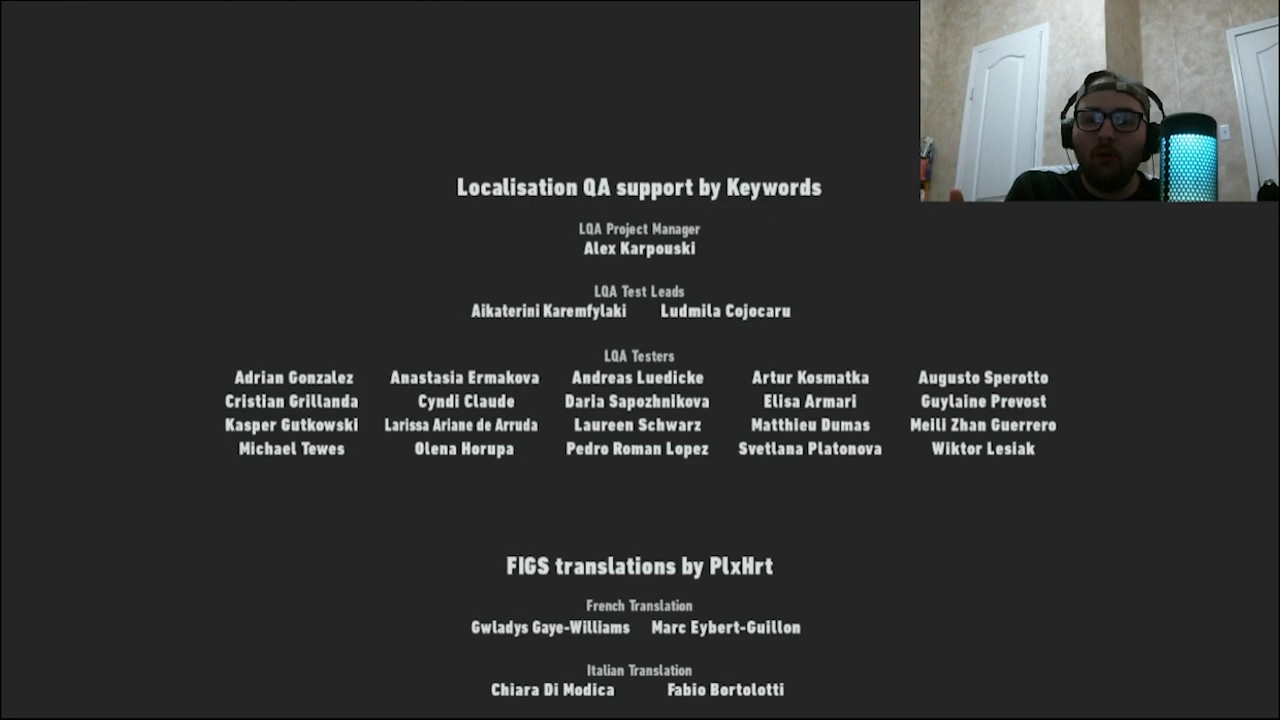 Localisation QA support by Keywords
LQA Project Manager
Alex Karpouski
LQA Test Leads
Aikaterini Karemfylaki Ludmila Cojocaru
LQA Testers
Adrian Gonzalez Anastasia Ermakova Andreas Luedicke Artur Kosmatka Augusto Sperotto
Cristian Grillanda Cyndi Claude Daria Sapozhnikova Elisa Armari Guylaine Prevost
Kasper Gutkowski Larissa Ariane de Arruda Laureen Schwarz Matthieu Dumas Meili Zhan Guerrero
Michael Tewes Olena Horupa Pedro Roman Lopez Svetlana Platonova Wiktor Lesiak
FIGS translations by PlxHrt
French Translation
Gwladys Gaye-Williams Marc Eybert-Guillon
Italian Translation
Chiara Di Modica Fabio Bortolotti